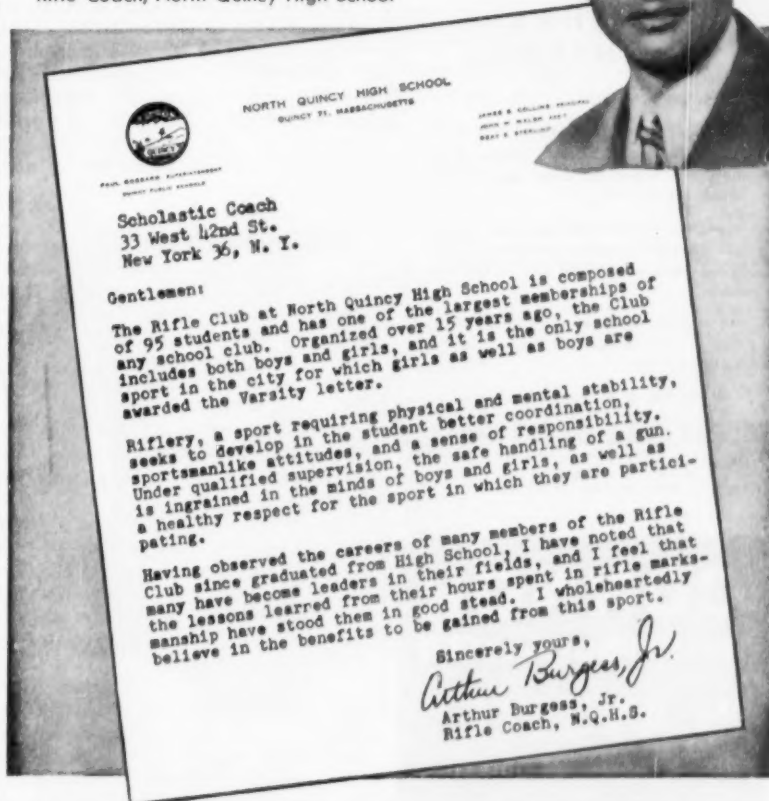 Rifle Coach, North Quincy High School
NORTH QUINCY HIGH SCHOOL
QUINCY 71, MASSACHUSETTS
JAMES S. COLLINS PRINCIPAL
QUINCY
PAUL GOSSARD SUPERINTENDENT
QUINCY PUBLIC SCHOOLS
Scholastic Coach
33 West 42nd St.
New York 36, N. Y.
Gentlemen:
The Rifle Club at North Quincy High School is composed
of 95 students and has one of the largest memberships of
any school club. Organized over 15 years ago, the Club
includes both boys and girls, and it is the only school
sport in the city for which girls as well as boys are
awarded the Varsity letter.
Riflery, a sport requiring physical and mental stability,
seeks to develop in the student better coordination,
sportsmanlike attitudes, and a sense of responsibility.
Under qualified supervision, the safe handling of a gun.
is ingrained in the minds of boys and girls, as well as
a healthy respect for the sport in which they are partici-
pating.
Having observed the careers of many members of the Rifle
Club since graduated from High School, I have noted that
many have become leaders in their fields, and I feel that
the lessons learred from their hours spent in rifle marks-
manship have stood them in good stead. I wholeheartedly
believe in the benefits to be gained from this sport.
Sincerely yours,
Arthur Burgess, Jr.
Arthur Burgess, Jr.
Rifle Coach, N.Q.H.S.